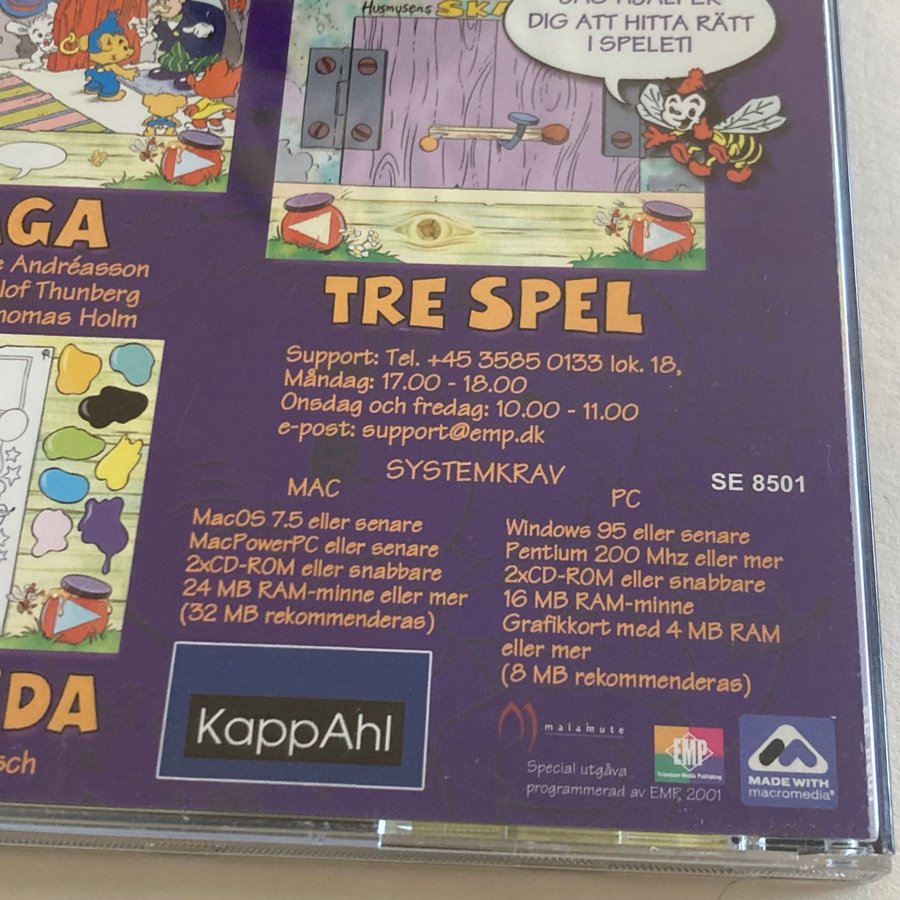 Husmusens
DIG ATT HITTA RÄTT
I SPELET!
AGA
Andréasson
lof Thunberg
homas Holm
TRE SPEL
Support: Tel. +45 3585 0133 lok. 18,
Måndag: 17.00 - 18.00
Onsdag och fredag: 10.00 - 11.00
e-post: support@emp.dk
SYSTEMKRAV
SE 8501
MAC
MacOS 7.5 eller senare
MacPowerPC eller senare
2xCD-ROM eller snabbare
24 MB RAM-minne eller mer
(32 MB rekommenderas)
PC
Windows 95 eller senare
Pentium 200 Mhz eller mer
2xCD-ROM eller snabbare
16 MB RAM-minne
Grafikkort med 4 MB RAM
eller mer
(8 MB rekommenderas)
DA
sch
KappAhl
malamute
Special utgåva
programmerad av EMP, 2001
EMP
MADE WITH
macromedia®